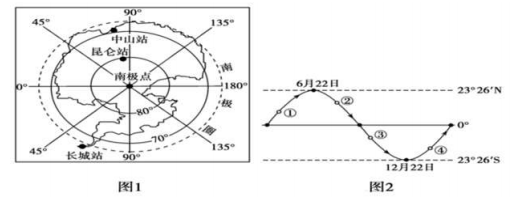 90°
45°
135°
中山站
昆仑站
南极点
0°
180°
南极圈
80°
70°
45°
135°
长城站
90°
图1
6月22日
23°26′N
①
②
③
④
0°
12月22日
23°26′S
图2